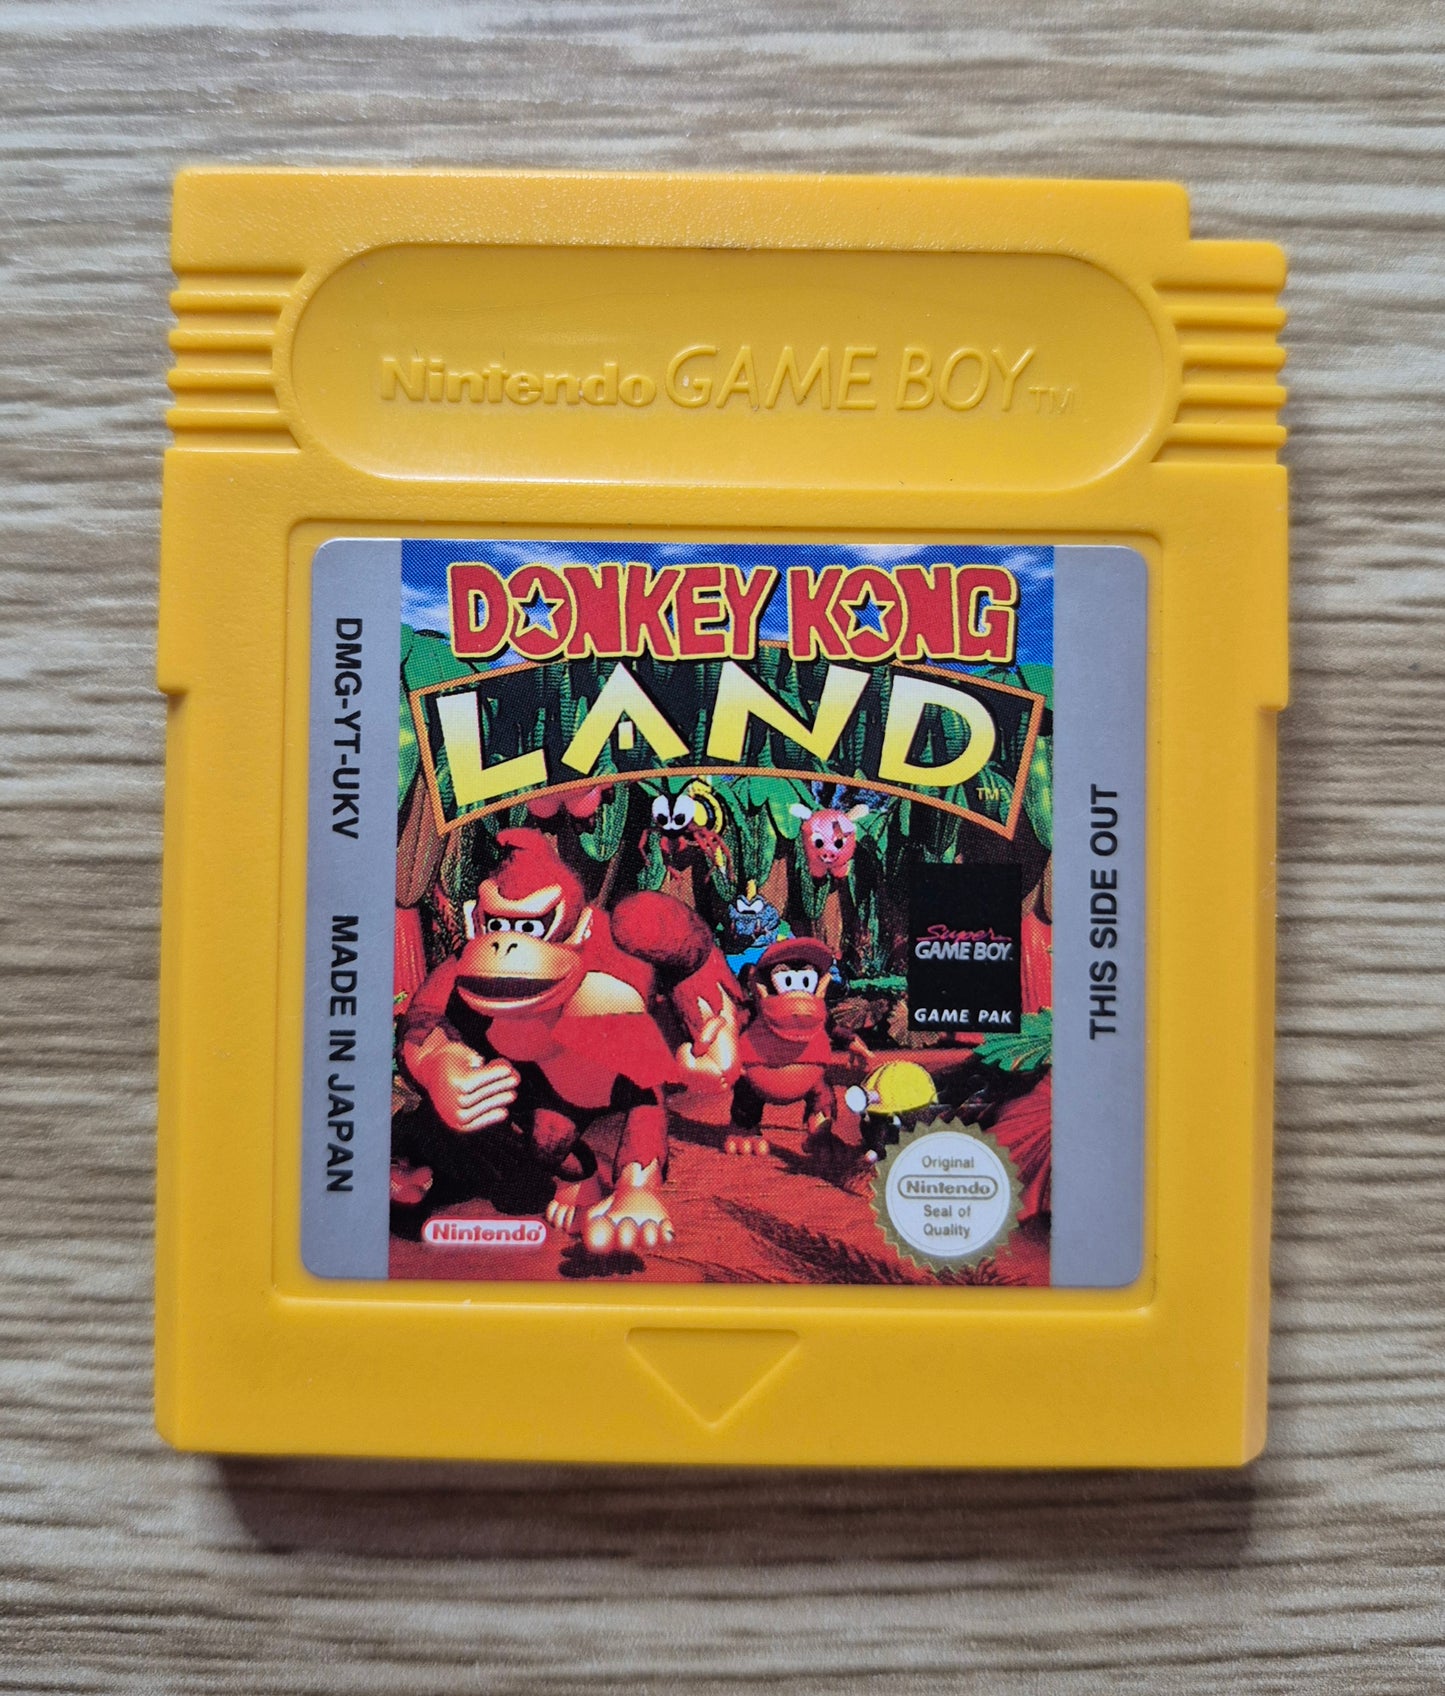 Nintendo GAME BOY TM
DONKEY KONG
LAND TM
DMG-YT-UKV MADE IN JAPAN
THIS SIDE OUT
Super
GAME BOY
GAME PAK
Original
Nintendo
Seal of
Quality
Nintendo